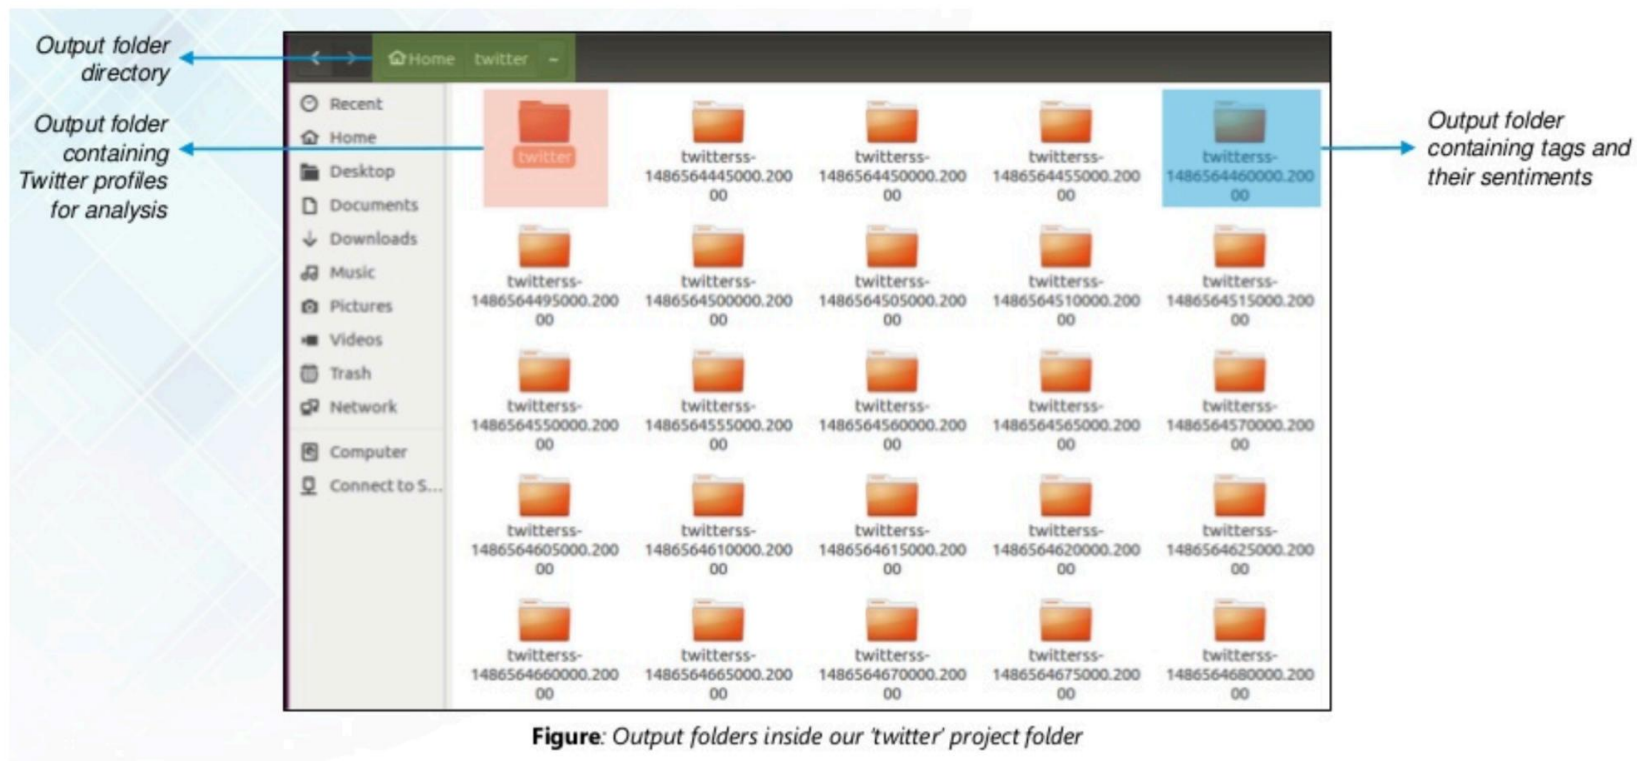 Output folder
directory
Output folder
containing
Twitter profiles
for analysis
Home twitter
Recent
Home
Desktop
Documents
Downloads
Music
Pictures
Videos
Trash
Network
Computer
Connect to S...
twitter
twitterss-
1486564445000.200
00
twitterss-
1486564450000.200
00
twitterss-
1486564455000.200
00
twitterss-
1486564460000.200
00
twitterss-
1486564495000.200
00
twitterss-
1486564500000.200
00
twitterss-
1486564505000.200
00
twitterss-
1486564510000.200
00
twitterss-
1486564515000.200
00
twitterss-
1486564550000.200
00
twitterss-
1486564555000.200
00
twitterss-
1486564560000.200
00
twitterss-
1486564565000.200
00
twitterss-
1486564570000.200
00
twitterss-
1486564605000.200
00
twitterss-
1486564610000.200
00
twitterss-
1486564615000.200
00
twitterss-
1486564620000.200
00
twitterss-
1486564625000.200
00
twitterss-
1486564660000.200
00
twitterss-
1486564665000.200
00
twitterss-
1486564670000.200
00
twitterss-
1486564675000.200
00
twitterss-
1486564680000.200
00
Output folder
containing tags and
their sentiments
Figure: Output folders inside our 'twitter' project folder